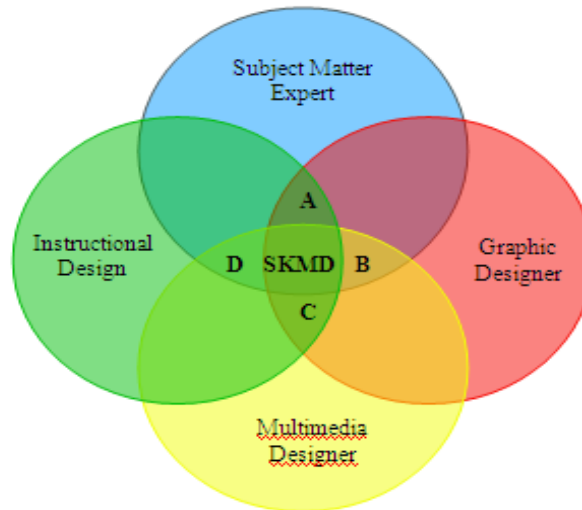 Subject Matter
Expert
A
Instructional
Design
D
SKMD
B
Graphic
Designer
C
Multimedia
Designer